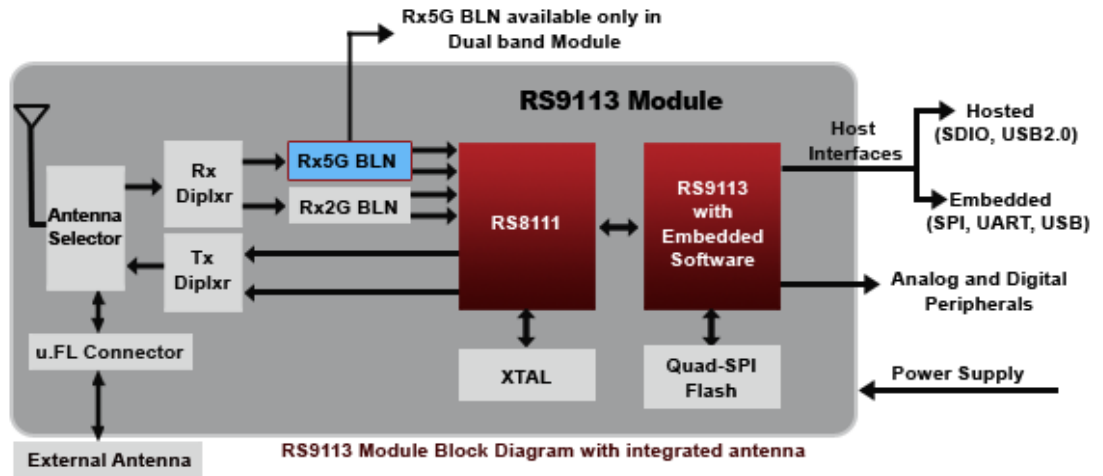 Rx5G BLN available only in
Dual band Module
RS9113 Module
Host
Interfaces
Hosted
(SDIO, USB2.0)
Embedded
(SPI, UART, USB)
Antenna
Selector
Rx
Diplxr
Rx5G BLN
Rx2G BLN
Tx
Diplxr
RS8111
RS9113
with
Embedded
Software
Analog and Digital
Peripherals
u.FL Connector
XTAL
Quad-SPI
Flash
Power Supply
External Antenna
RS9113 Module Block Diagram with integrated antenna